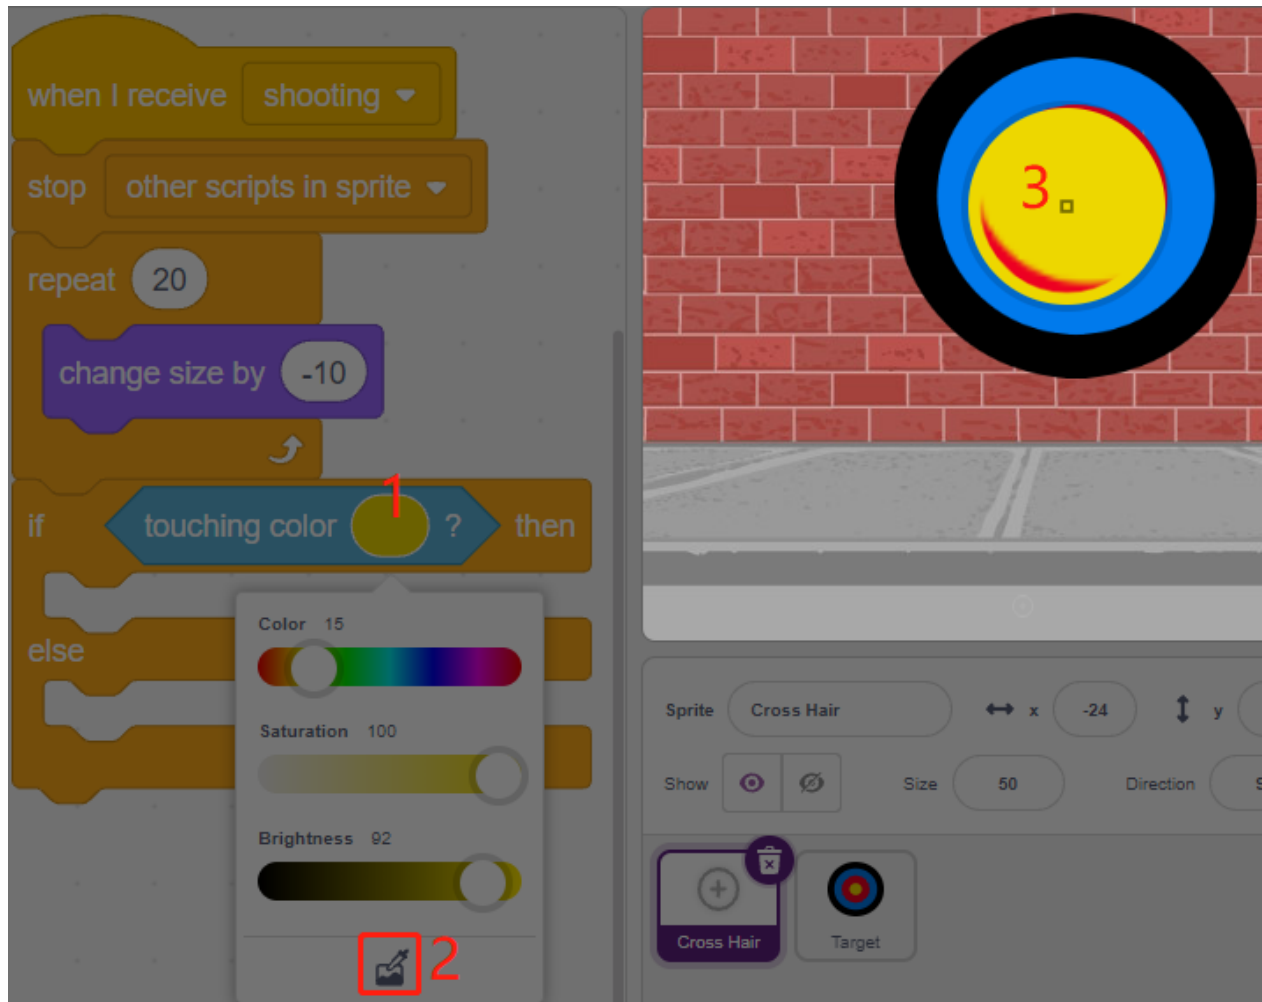 when I receive shooting
stop other scripts in sprite
repeat 20
change size by -10
if touching color 1 ? then
Color 15
else
Saturation 100
Brightness 92
2
3
Sprite Cross Hair x -24 y
Show Size 50 Direction
Cross Hair
Target